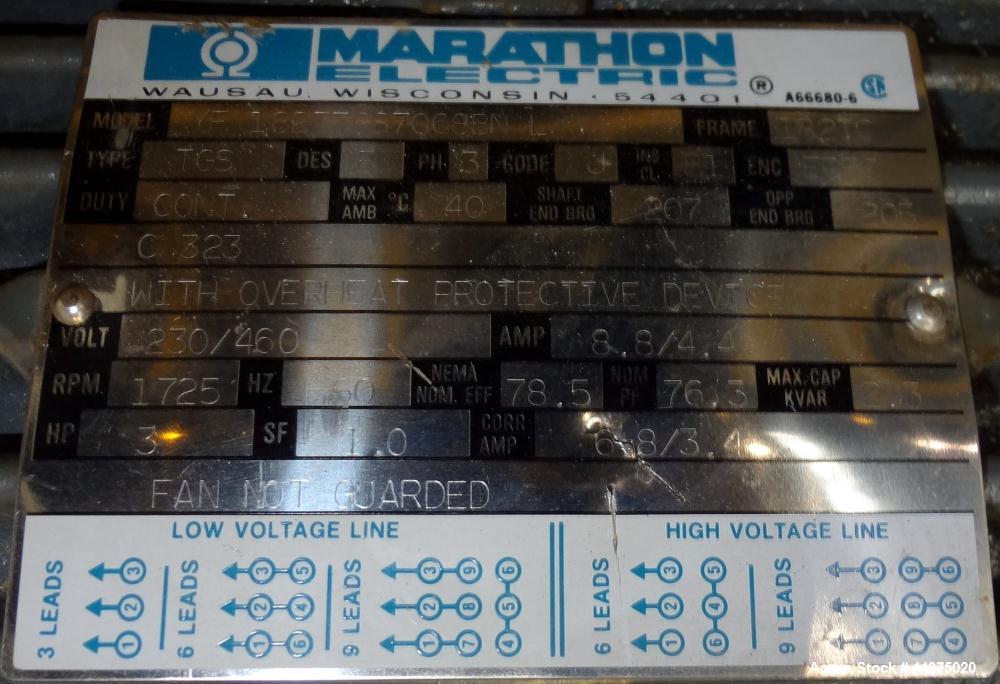 MARATHON
ELECTRIC ®
WAUSAU, WISCONSIN · 54401 A66680-6
MODEL FRAME 182TC
TYPE TGS DES PH 3 CODE J INS CL ENC
DUTY CONT MAX AMB °C 40 SHAFT END BRG 207 OPP END BRG 205
C 323
WITH OVERHEAT PROTECTIVE DEVICE
VOLT 230/460 AMP 8.8/4.4
RPM 1725 HZ 60 NEMA NOM. EFF 78.5 NOM PF 76.3 MAX. CAP KVAR
HP 3 SF 1.0 CORR AMP 6.8/3.4
FAN NOT GUARDED
LOW VOLTAGE LINE HIGH VOLTAGE LINE
3 LEADS 3 6 LEADS 3 5 9 LEADS 3 9 6 6 LEADS 3 5 9 LEADS 3 9 6
2 2 4 2 8 5 2 4 2 8 5
1 1 6 1 7 4 1 6 1 7 4
Stock # 44875020